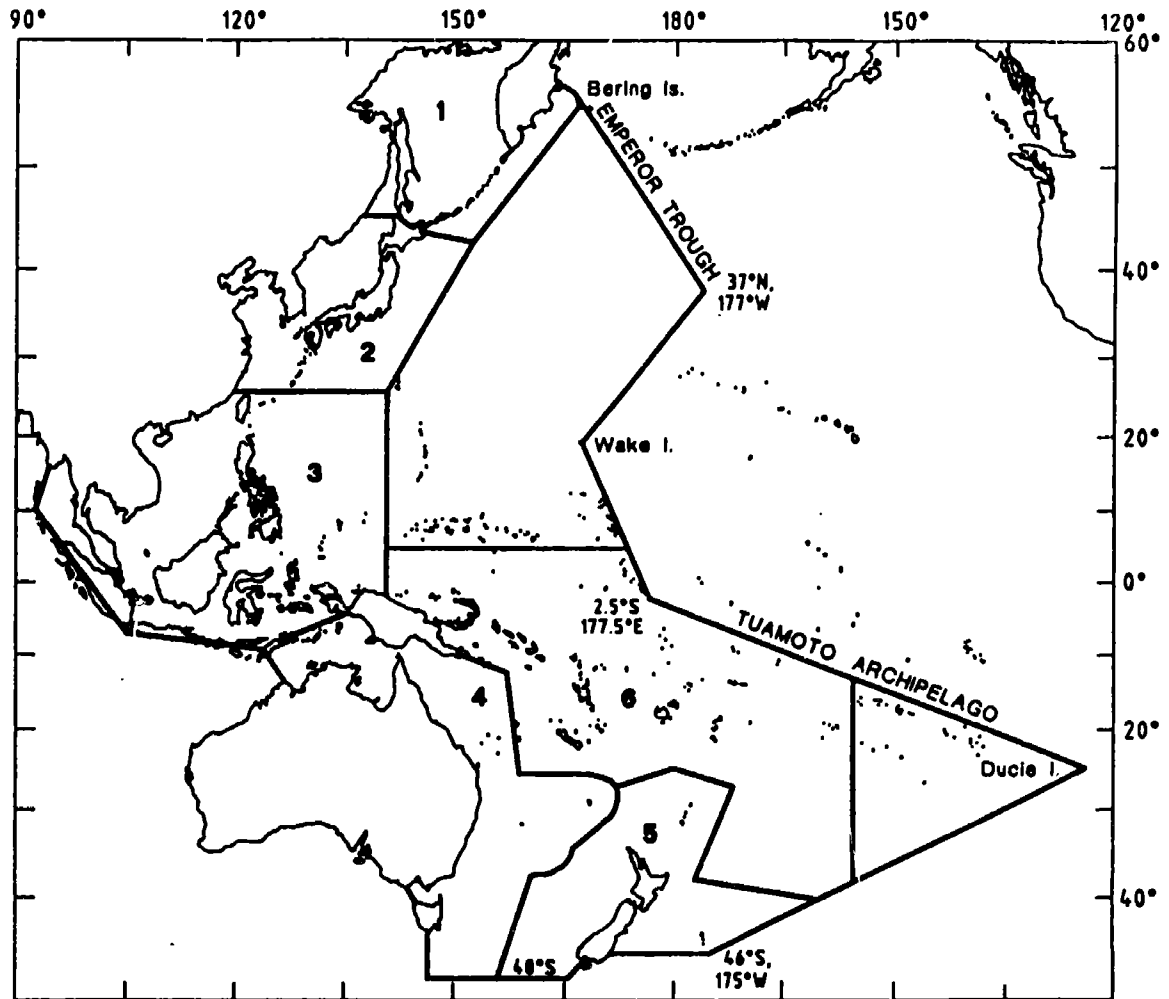 90° 120° 150° 180° 150° 120°
60°
1
Bering Is.
EMPEROR TROUGH
40°
37°N,
177°W
2
20°
Wake I.
3
0°
2.5°S
177.5°E
TUAMOTO ARCHIPELAGO
4
6
20°
Ducie I.
5
40°
48°S
46°S,
175°W